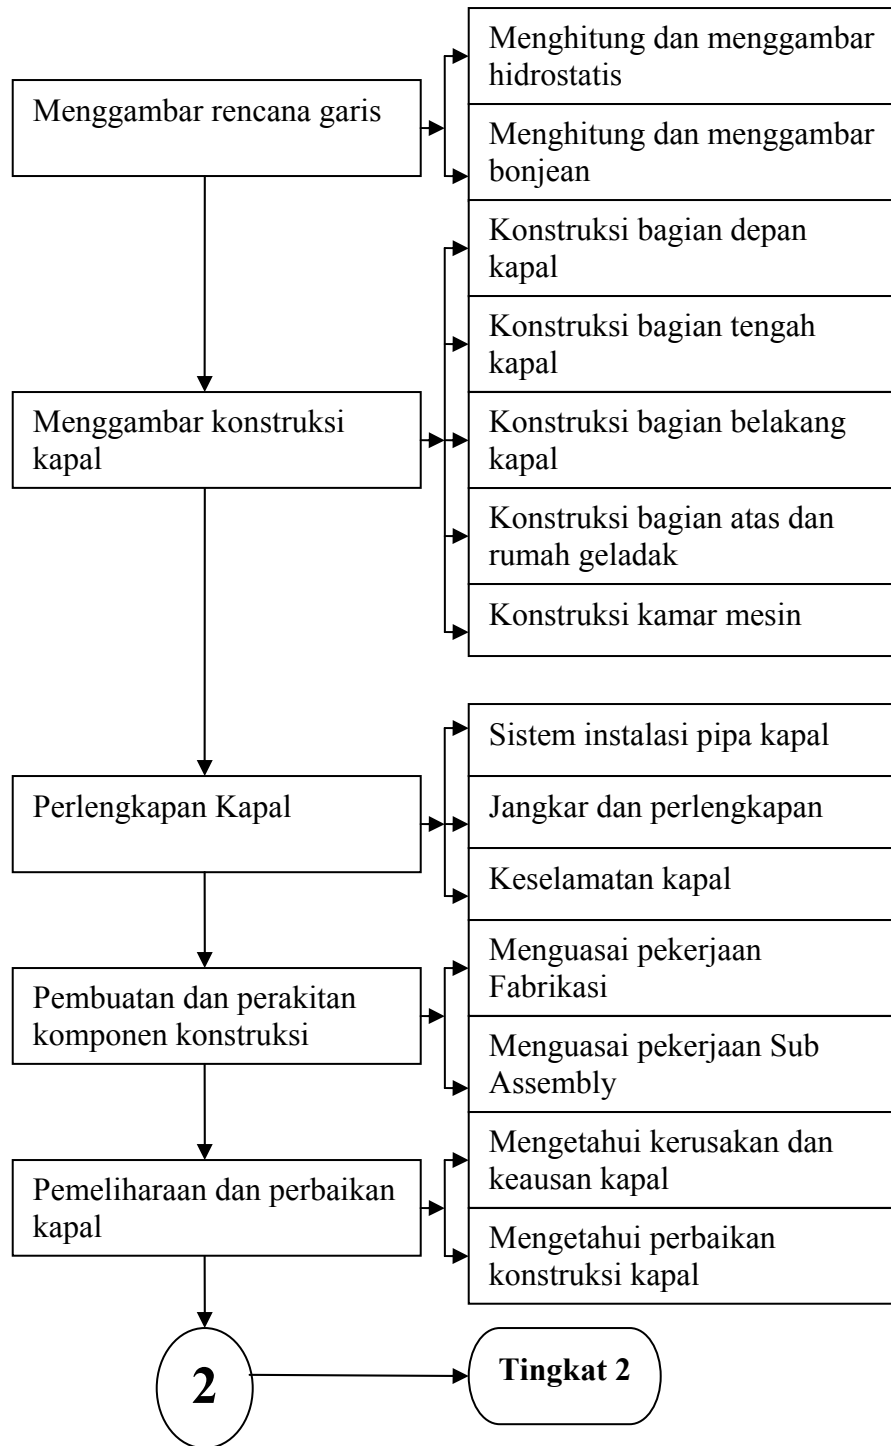 Menggambar rencana garis
Menghitung dan menggambar
hidrostatis
Menghitung dan menggambar
bonjean
Menggambar konstruksi
kapal
Konstruksi bagian depan
kapal
Konstruksi bagian tengah
kapal
Konstruksi bagian belakang
kapal
Konstruksi bagian atas dan
rumah geladak
Konstruksi kamar mesin
Perlengkapan Kapal
Sistem instalasi pipa kapal
Jangkar dan perlengkapan
Keselamatan kapal
Pembuatan dan perakitan
komponen konstruksi
Menguasai pekerjaan
Fabrikasi
Menguasai pekerjaan Sub
Assembly
Pemeliharaan dan perbaikan
kapal
Mengetahui kerusakan dan
keausan kapal
Mengetahui perbaikan
konstruksi kapal
2
Tingkat 2